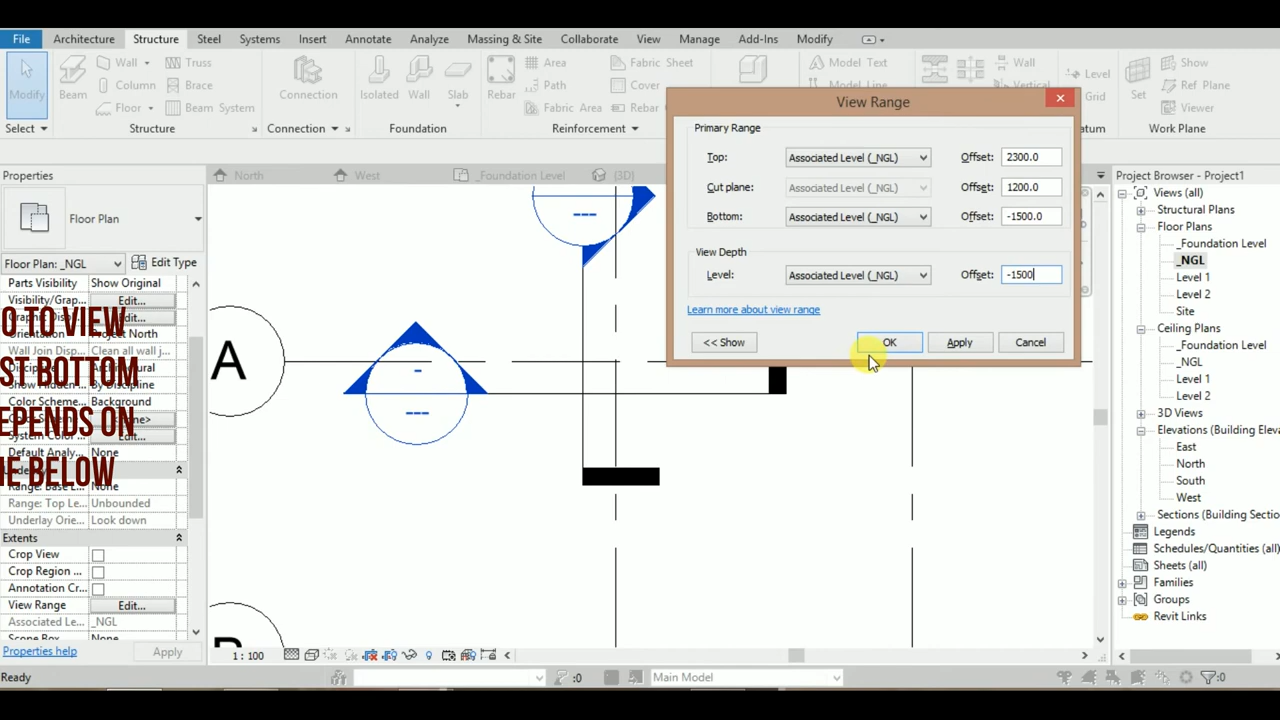 File Architecture Structure Steel Systems Insert Annotate Analyze Massing & Site Collaborate View Manage Add-Ins Modify
Modify
Select
Beam
Wall
Column
Floor
Truss
Brace
Beam System
Structure
Connection
Connection
Isolated
Wall
Slab
Foundation
Rebar
Area
Path
Fabric Area
Fabric Sheet
Cover
Rebar
Reinforcement
Model Text
Model Line
Wall
Vertical
Level
Grid
Set
Show
Ref Plane
Viewer
Work Plane
North
West
_Foundation Level
(3D)
Properties
Floor Plan
Floor Plan: _NGL
Edit Type
Parts Visibility Show Original
Visibility/Grap... Edit...
Project North
Wall Join Disp... Clean all wall j...
By Discipline
Color Scheme... Background
System Color ... Edit...
Default Analy... None
Range: Top Le... Unbounded
Underlay Orie... Look down
Extents
Crop View
Crop Region ...
Annotation Cr...
View Range Edit...
Associated Le... _NGL
Scope Box None
Properties help
Apply
O TO VIEW
ST BOTTOM
EPENDS ON
NE BELOW
A
-
---
---
View Range
Primary Range
Top: Associated Level (_NGL) Offset: 2300.0
Cut plane: Associated Level (_NGL) Offset: 1200.0
Bottom: Associated Level (_NGL) Offset: -1500.0
View Depth
Level: Associated Level (_NGL) Offset: -1500
Learn more about view range
<< Show OK Apply Cancel
Project Browser - Project1
Views (all)
Structural Plans
Floor Plans
_Foundation Level
_NGL
Level 1
Level 2
Site
Ceiling Plans
_Foundation Level
_NGL
Level 1
Level 2
3D Views
Elevations (Building Eleva
East
North
South
West
Sections (Building Section
Legends
Schedules/Quantities (all)
Sheets (all)
Families
Groups
Revit Links
1 : 100
Ready
:0
Main Model
:0